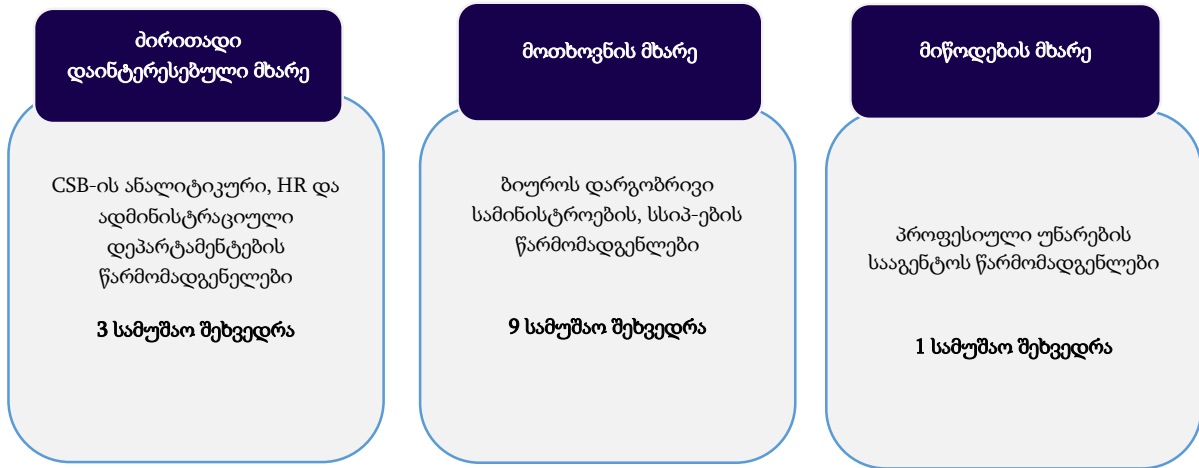 ძირითადი
დაინტერესებული მხარე
CSB-ის ანალიტიკური, HR და
ადმინისტრაციული
დეპარტამენტების
წარმომადგენელები
3 სამუშაო შეხვედრა
მოთხოვნის მხარე
ბიუროს დარგობრივი
სამინისტროების, სსიპ-ების
წარმომადგენლები
9 სამუშაო შეხვედრა
მიწოდების მხარე
პროფესიული უნარების
სააგენტოს წარმომადგენლები
1 სამუშაო შეხვედრა